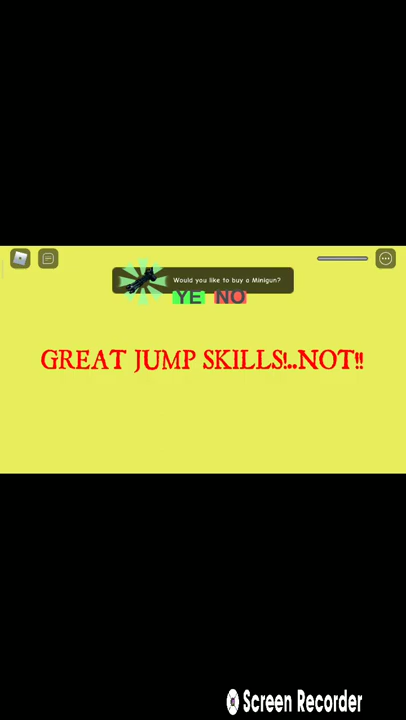 Would you like to buy a Minigun?
YE NO
GREAT JUMP SKILLS!..NOT!!
Screen Recorder